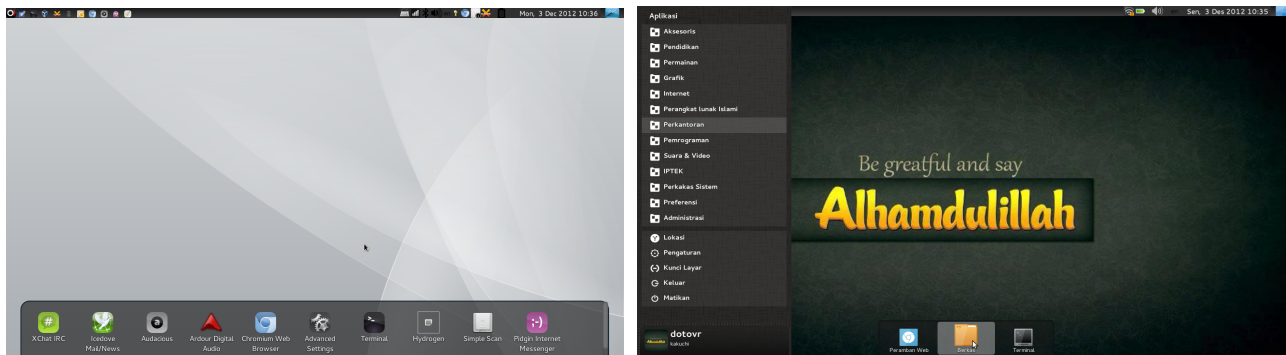 Mon, 3 Dec 2012 10:36
XChat IRC
Icedove Mail/News
Audacious
Ardour Digital Audio
Chromium Web Browser
Advanced Settings
Terminal
Hydrogen
Simple Scan
Pidgin Internet Messenger
Sen, 3 Des 2012 10:35
Aplikasi
Aksesoris
Pendidikan
Permainan
Grafik
Internet
Perangkat lunak Islami
Perkantoran
Pemrograman
Suara & Video
IPTEK
Perkakas Sistem
Preferensi
Administrasi
Lokasi
Pengaturan
Kunci Layar
Keluar
Matikan
dotovr
kakuchi
Be greatful and say
Alhamdulillah
Peramban Web
Berkas
Terminal